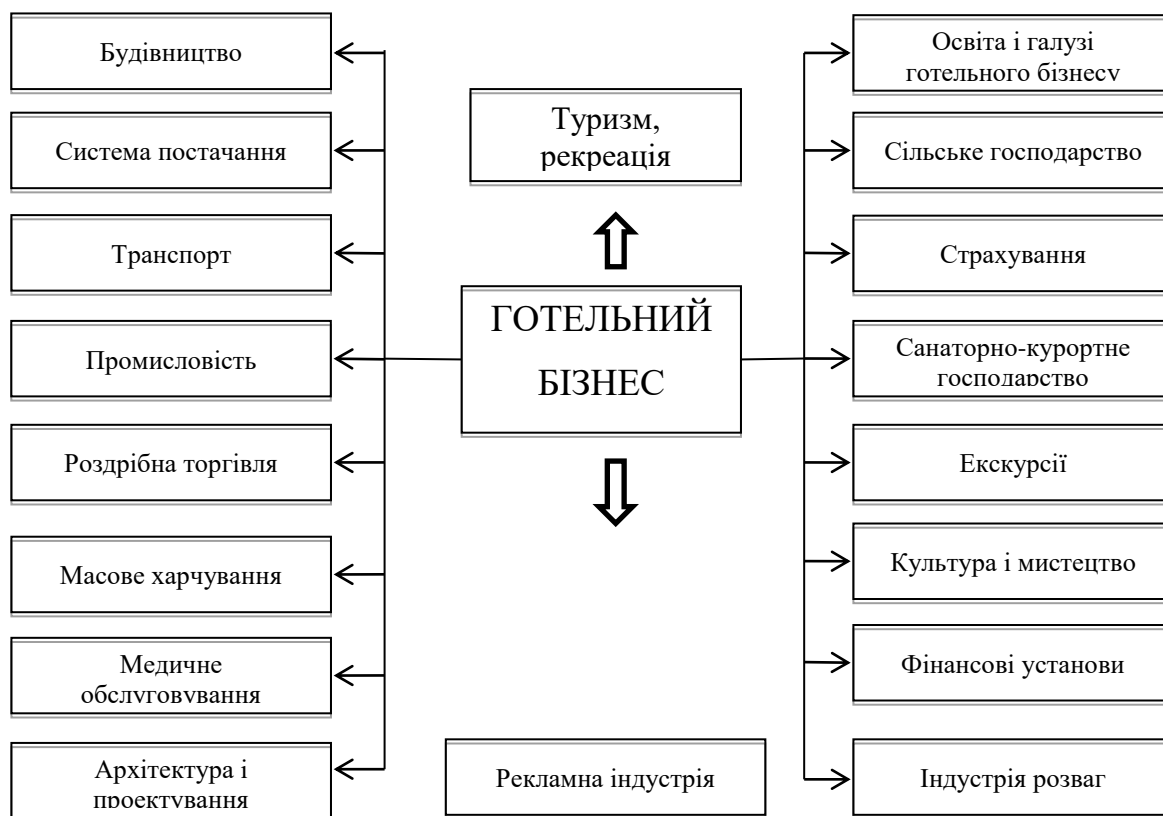 Будівництво
Система постачання
Транспорт
Промисловість
Роздрібна торгівля
Масове харчування
Медичне
обслуговування
Архітектура і
проектування
Туризм,
рекреація
ГОТЕЛЬНИЙ
БІЗНЕС
Рекламна індустрія
Освіта і галузі
готельного бізнесу
Сільське господарство
Страхування
Санаторно-курортне
господарство
Екскурсії
Культура і мистецтво
Фінансові установи
Індустрія розваг